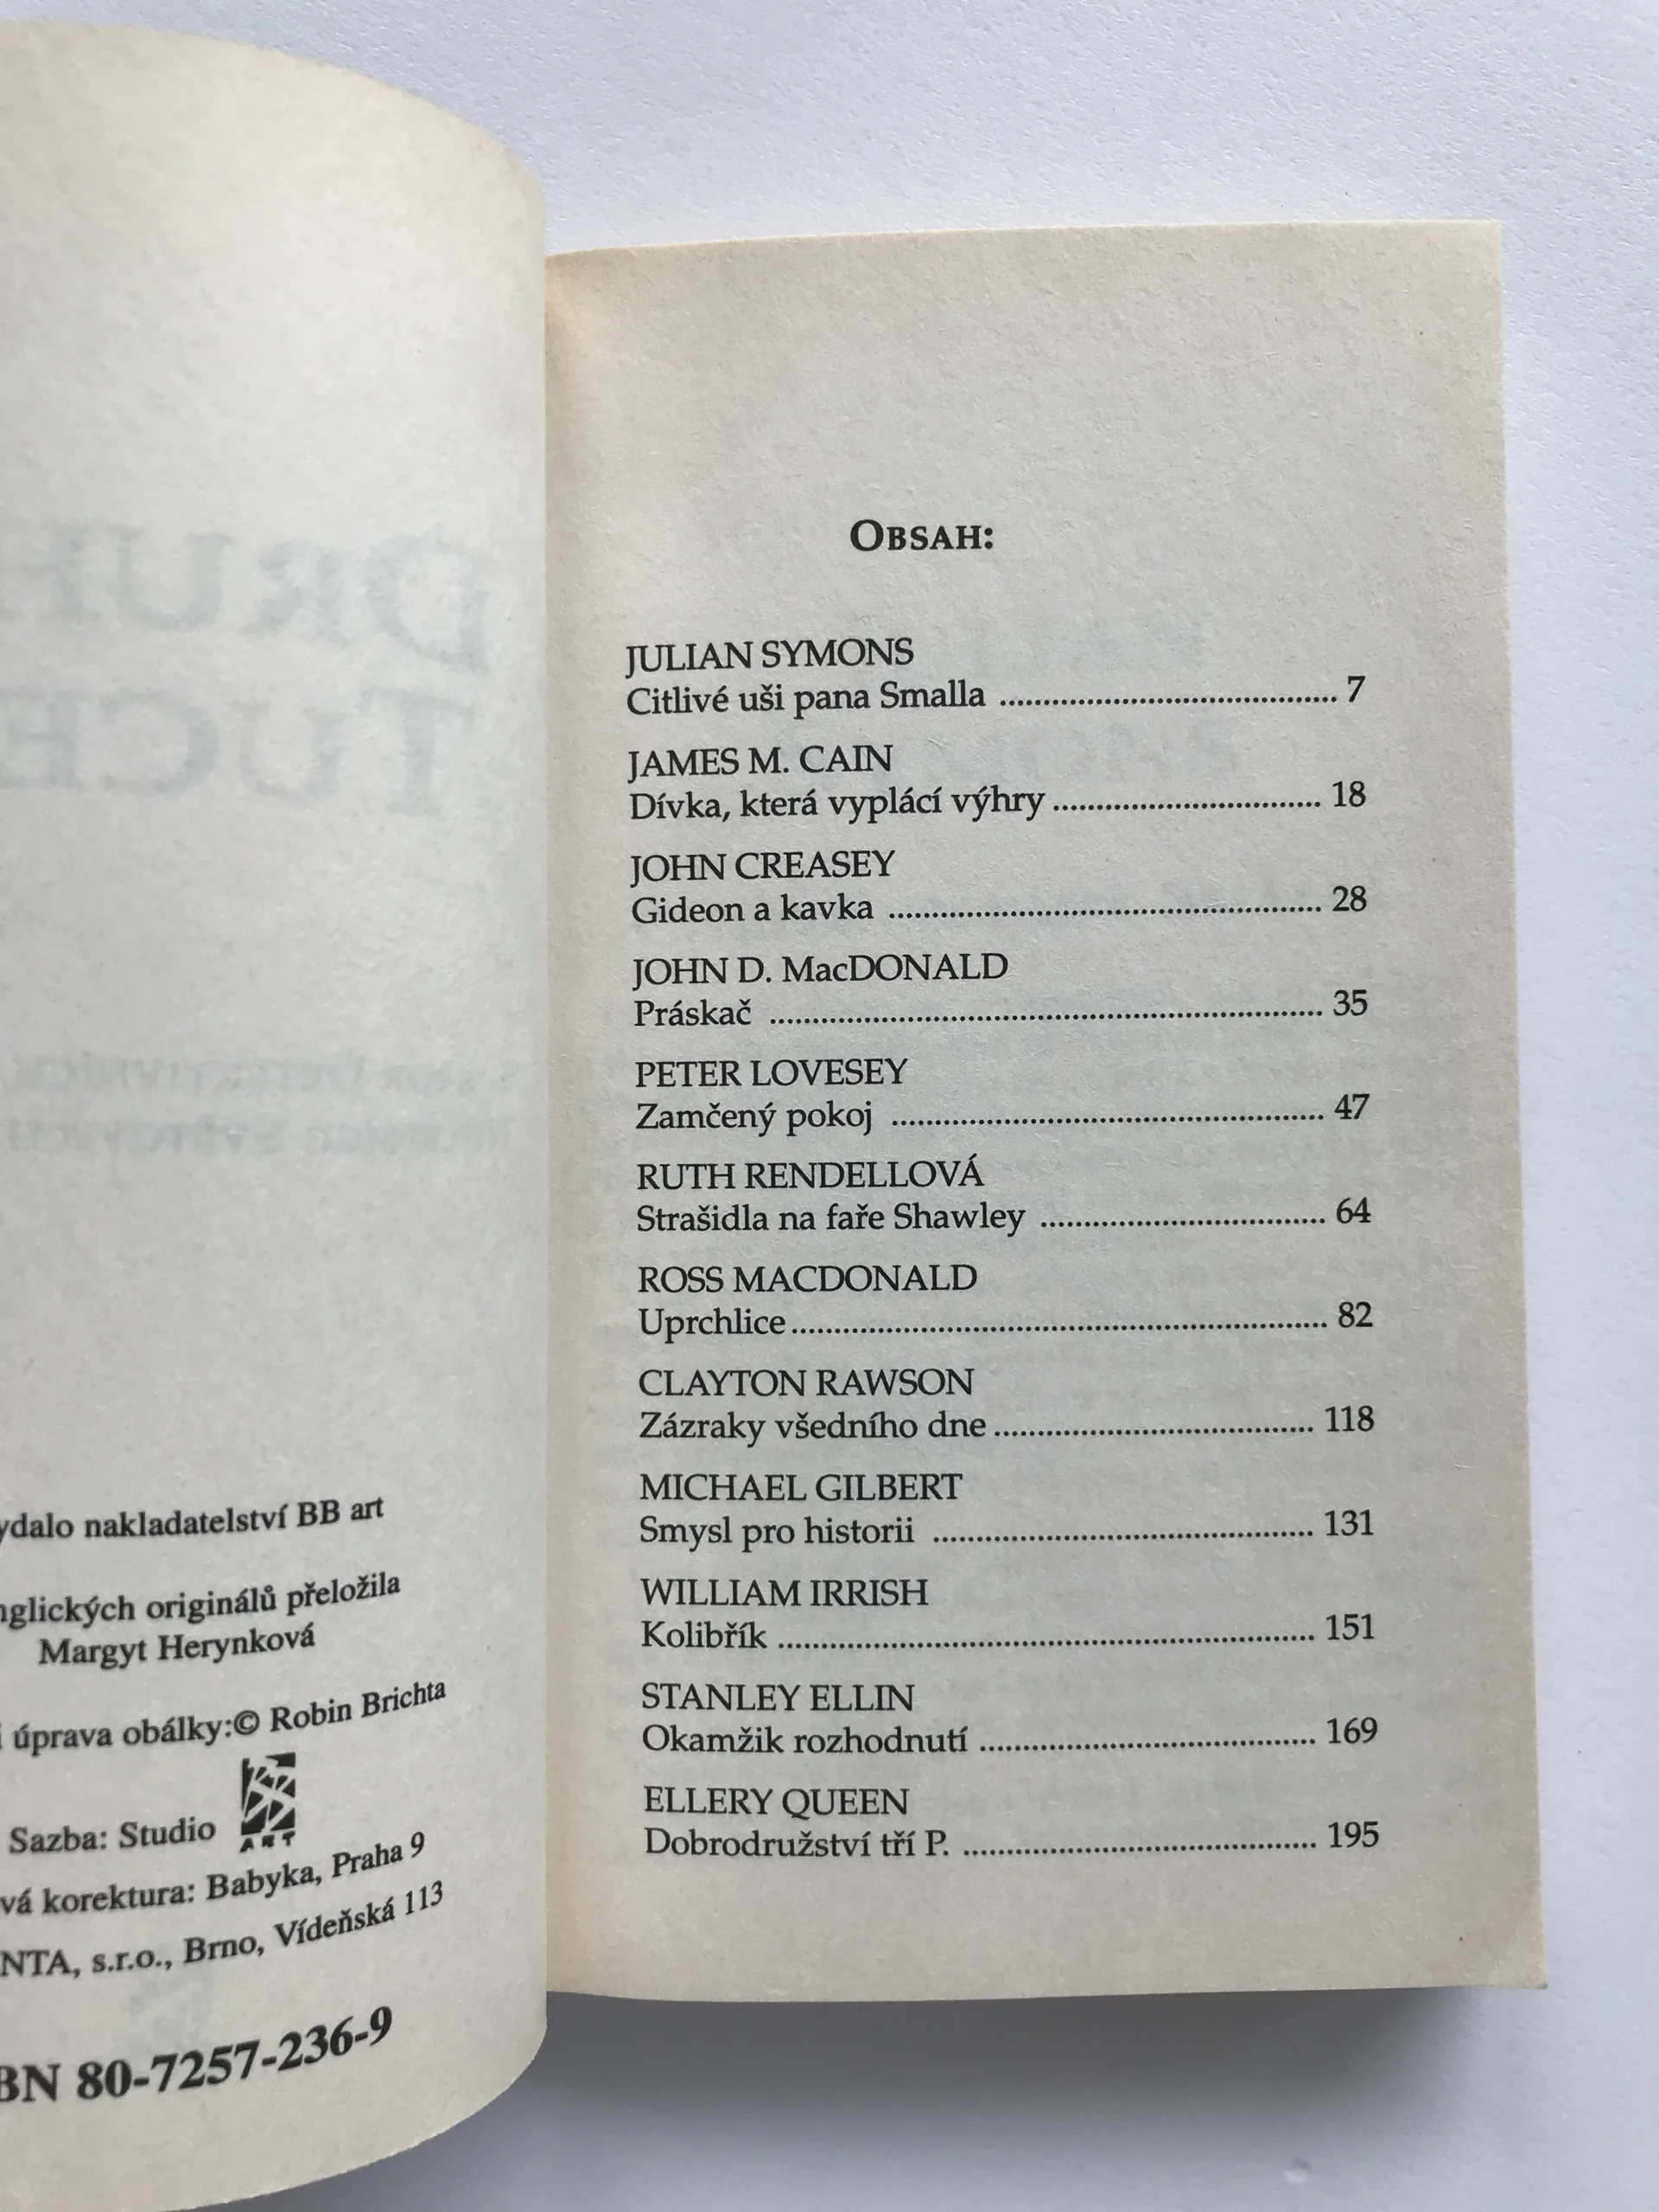 ydalo nakladatelství BB art
nglických originálů přeložila
Margyt Herynková
úprava obálky:© Robin Brichta
Sazba: Studio
ART
vá korektura: Babyka, Praha 9
NTA, s.r.o., Brno, Vídeňská 113
BN 80-7257-236-9
OBSAH:
JULIAN SYMONS
Citlivé uši pana Smalla ........................................ 7
JAMES M. CAIN
Dívka, která vyplácí výhry ................................ 18
JOHN CREASEY
Gideon a kavka ................................................... 28
JOHN D. MacDONALD
Práskač ................................................................. 35
PETER LOVESEY
Zamčený pokoj ................................................... 47
RUTH RENDELLOVÁ
Strašidla na faře Shawley .................................. 64
ROSS MACDONALD
Uprchlice ............................................................... 82
CLAYTON RAWSON
Zázraky všedního dne ...................................... 118
MICHAEL GILBERT
Smysl pro historii ............................................. 131
WILLIAM IRRISH
Kolibřík ............................................................... 151
STANLEY ELLIN
Okamžik rozhodnutí ........................................ 169
ELLERY QUEEN
Dobrodružství tří P. .......................................... 195